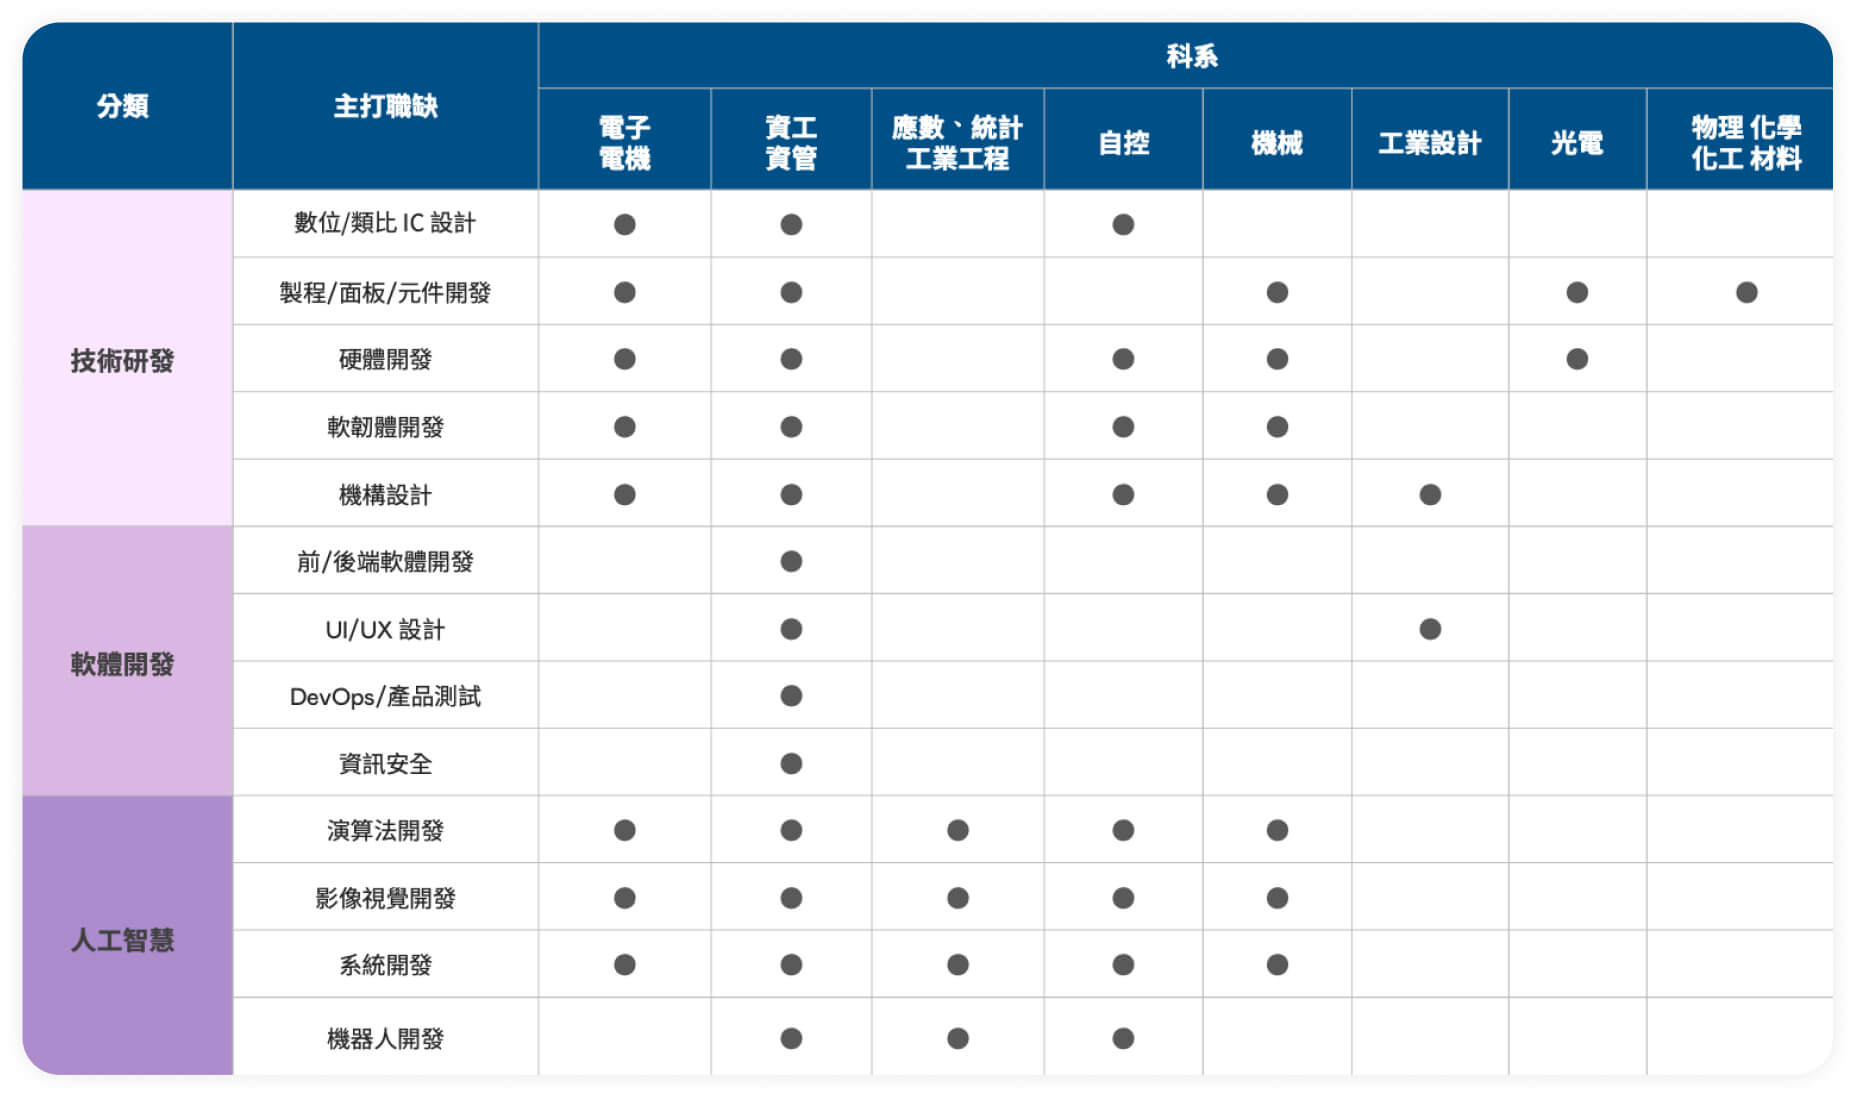 分類
主打職缺
科系
電子
電機
資工
資管
應數、統計
工業工程
自控
機械
工業設計
光電
物理 化學
化工 材料
技術研發
數位/類比 IC 設計
製程/面板/元件開發
硬體開發
軟韌體開發
機構設計
軟體開發
前/後端軟體開發
UI/UX 設計
DevOps/產品測試
資訊安全
人工智慧
演算法開發
影像視覺開發
系統開發
機器人開發